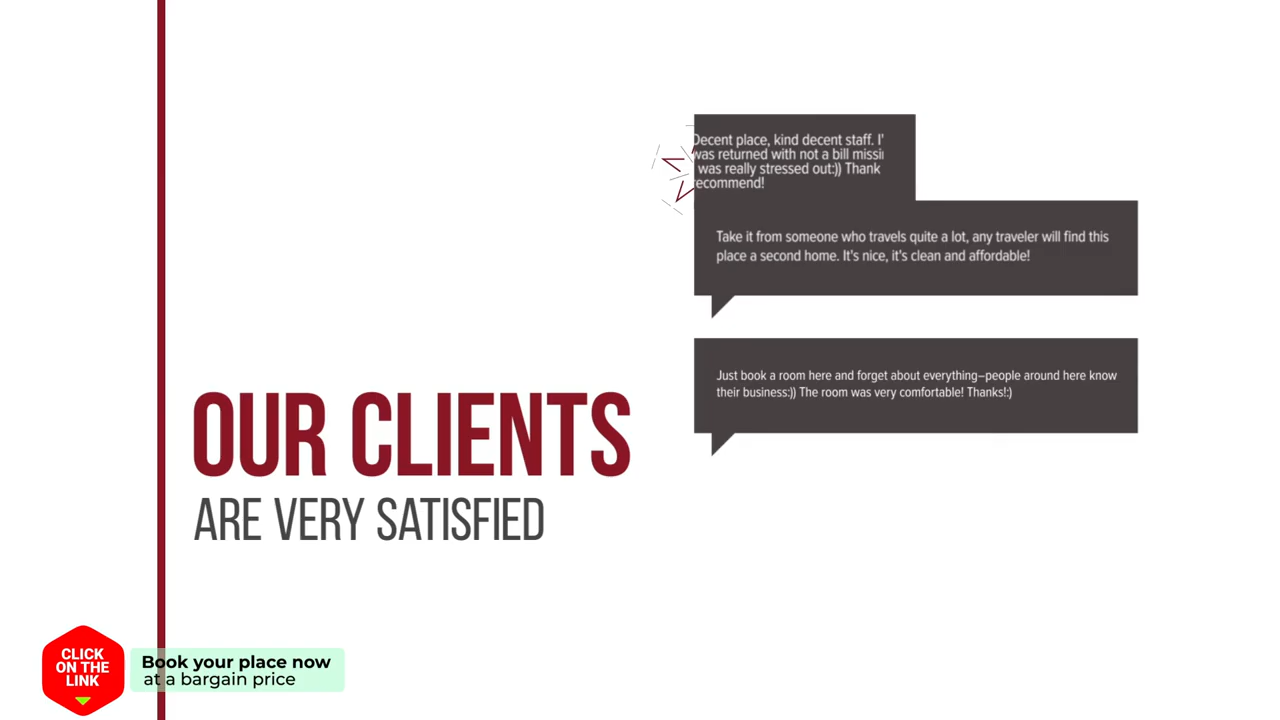 Decent place, kind decent staff. I'
was returned with not a bill
was really stressed out:)) Thank
ecommend!
Take it from someone who travels quite a lot, any traveler will find this
place a second home. It's nice, it's clean and affordable!
Just book a room here and forget about everything–people around here know
their business:)) The room was very comfortable! Thanks!:)
OUR CLIENTS
ARE VERY SATISFIED
CLICK
ON THE
LINK
Book your place now
at a bargain price